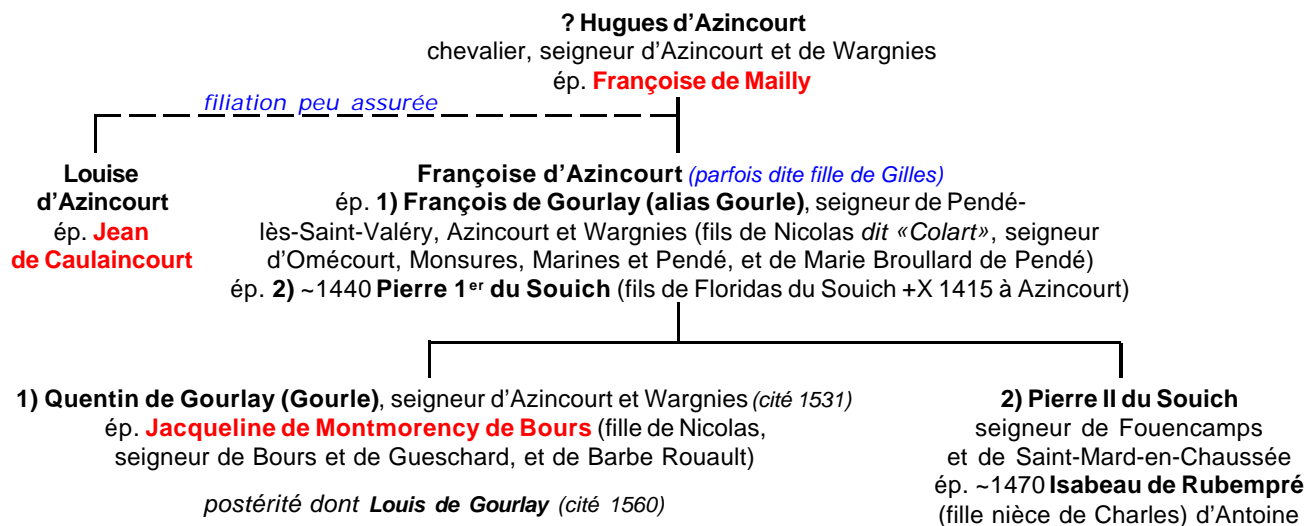 ? Hugues d’Azincourt
chevalier, seigneur d’Azincourt et de Wargnies
ép. Françoise de Mailly
filiation peu assurée
Louise
d’Azincourt
ép. Jean
de Caulaincourt
Françoise d’Azincourt (parfois dite fille de Gilles)
ép. 1) François de Gourlay (alias Gourle), seigneur de Pendé-
lès-Saint-Valéry, Azincourt et Wargnies (fils de Nicolas dit «Colart», seigneur
d’Omécourt, Monsures, Marines et Pendé, et de Marie Broullard de Pendé)
ép. 2) ~1440 Pierre 1er du Souich (fils de Floridas du Souich +X 1415 à Azincourt)
1) Quentin de Gourlay (Gourle), seigneur d’Azincourt et Wargnies (cité 1531)
ép. Jacqueline de Montmorency de Bours (fille de Nicolas,
seigneur de Bours et de Gueschard, et de Barbe Rouault)
postérité dont Louis de Gourlay (cité 1560)
2) Pierre II du Souich
seigneur de Fouencamps
et de Saint-Mard-en-Chaussée
ép. ~1470 Isabeau de Rubempré
(fille nièce de Charles) d’Antoine